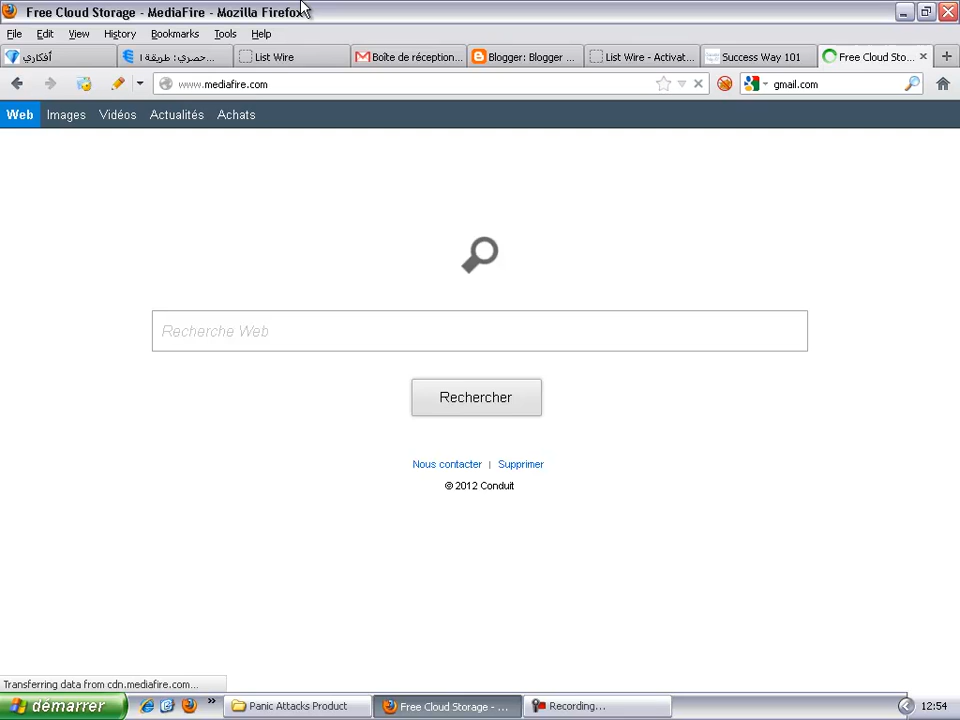 Free Cloud Storage - MediaFire - Mozilla Firefox
File Edit View History Bookmarks Tools Help
أفكاري
حصري: طريقة ا...
List Wire
Boîte de réception...
Blogger: Blogger ...
List Wire - Activat...
Success Way 101
Free Cloud Sto...
www.mediafire.com
gmail.com
Web Images Vidéos Actualités Achats
Recherche Web
Rechercher
Nous contacter | Supprimer
© 2012 Conduit
Transferring data from cdn.mediafire.com...
démarrer
Panic Attacks Product
Free Cloud Storage - ...
Recording...
12:54